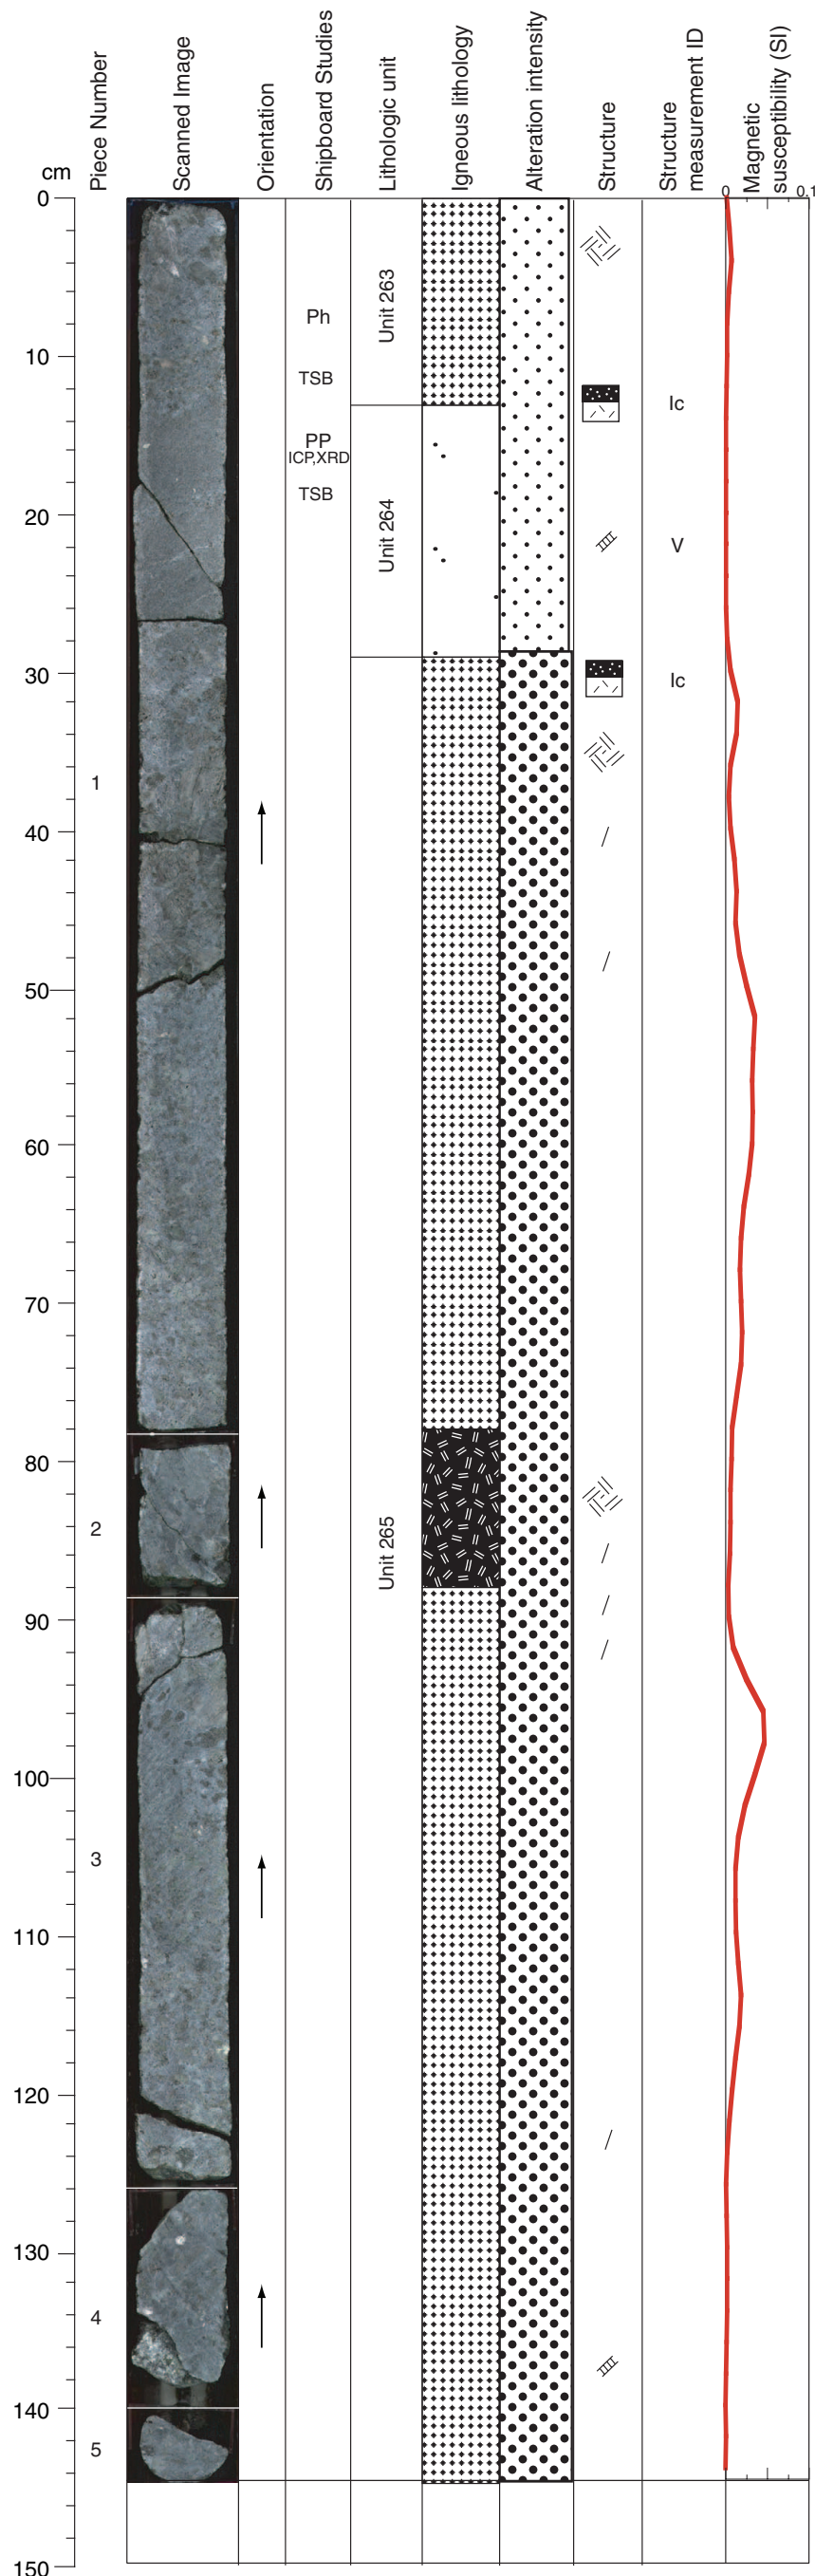 cm
Piece Number
Scanned Image
Orientation
Shipboard Studies
Lithologic unit
Igneous lithology
Alteration intensity
Structure
Structure
measurement ID
Magnetic
susceptibility (SI)
0
0.1
0
10
20
30
40
50
60
70
80
90
100
110
120
130
140
150
1
2
3
4
5
Ph
TSB
PP
ICP,XRD
TSB
Unit 263
Unit 264
Unit 265
Ic
V
Ic